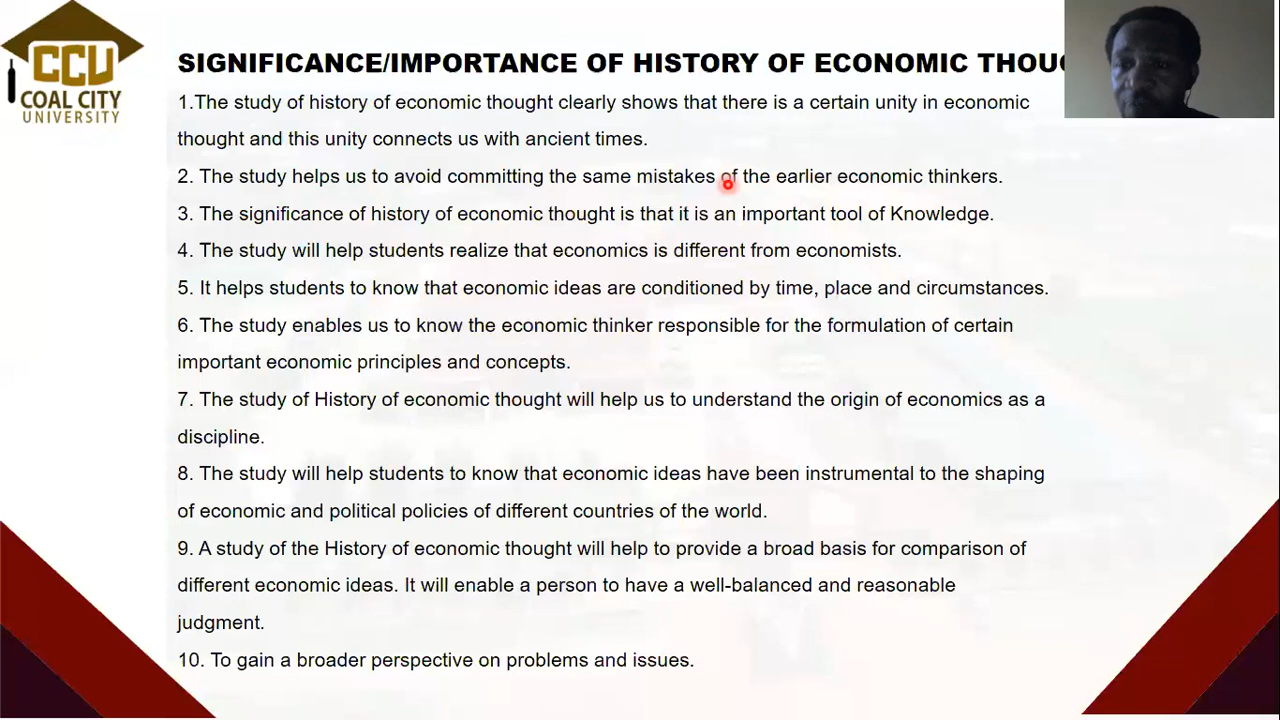 CCU
COAL CITY
UNIVERSITY
SIGNIFICANCE/IMPORTANCE OF HISTORY OF ECONOMIC
1.The study of history of economic thought clearly shows that there is a certain unity in economic
thought and this unity connects us with ancient times.
2. The study helps us to avoid committing the same mistakes of the earlier economic thinkers.
3. The significance of history of economic thought is that it is an important tool of Knowledge.
4. The study will help students realize that economics is different from economists.
5. It helps students to know that economic ideas are conditioned by time, place and circumstances.
6. The study enables us to know the economic thinker responsible for the formulation of certain
important economic principles and concepts.
7. The study of History of economic thought will help us to understand the origin of economics as a
discipline.
8. The study will help students to know that economic ideas have been instrumental to the shaping
of economic and political policies of different countries of the world.
9. A study of the History of economic thought will help to provide a broad basis for comparison of
different economic ideas. It will enable a person to have a well-balanced and reasonable
judgment.
10. To gain a broader perspective on problems and issues.